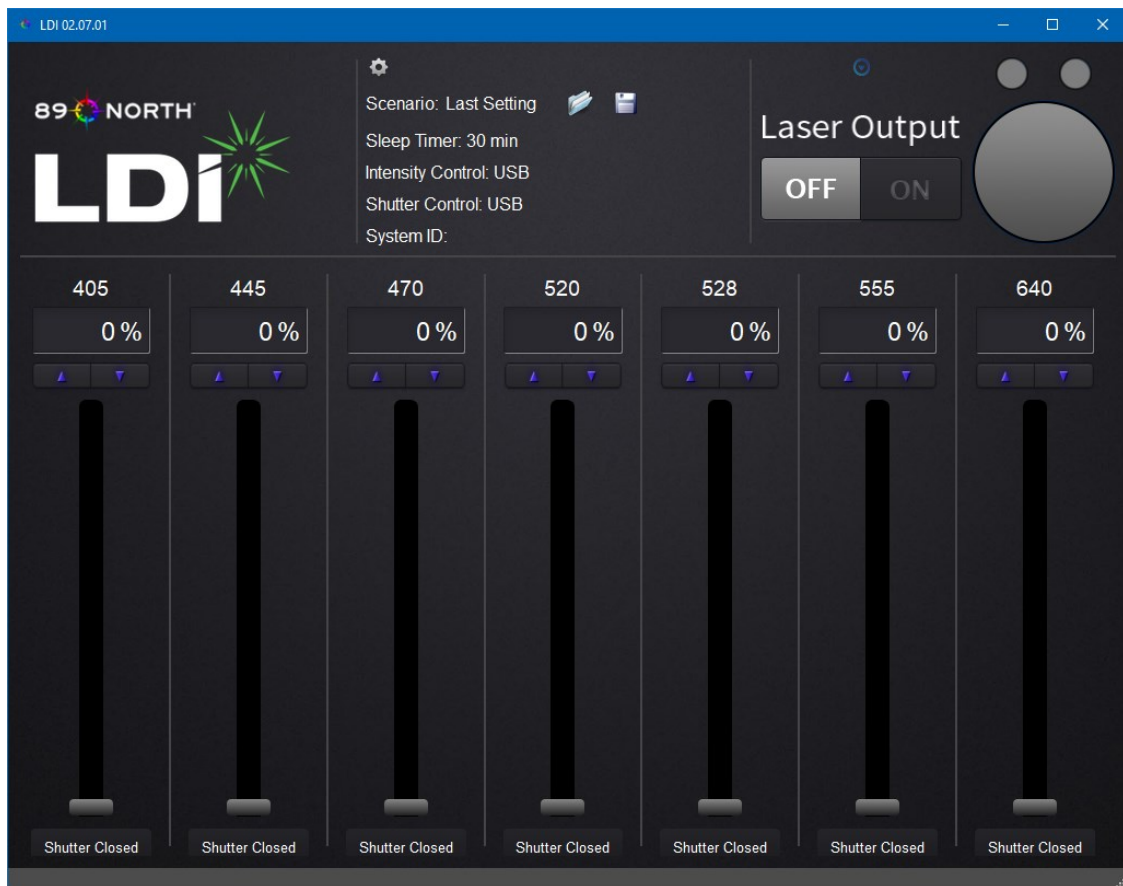 LDI 02.07.01
89 NORTH
LDI
Scenario: Last Setting
Sleep Timer: 30 min
Intensity Control: USB
Shutter Control: USB
System ID:
Laser Output
OFF ON
405 445 470 520 528 555 640
0 % 0 % 0 % 0 % 0 % 0 % 0 %
Shutter Closed Shutter Closed Shutter Closed Shutter Closed Shutter Closed Shutter Closed Shutter Closed